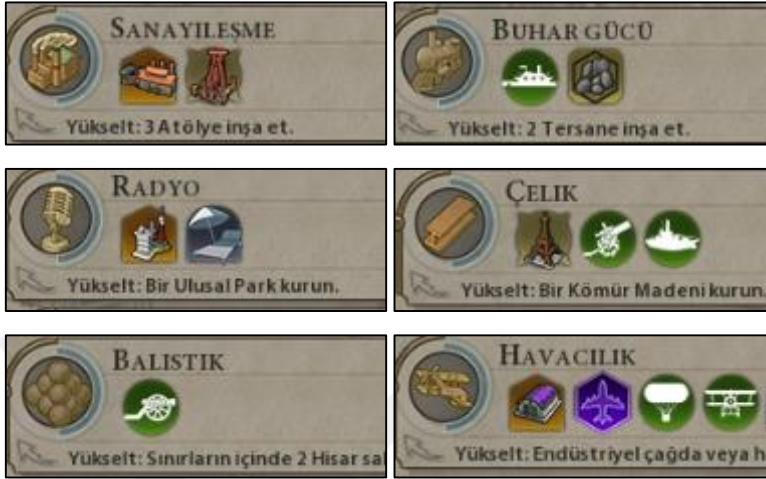 SANAYILEŞME
Yükselt: 3 Atölye inşa et.
BUHAR GÜCÜ
Yükselt: 2 Tersane inşa et.
RADYO
Yükselt: Bir Ulusal Park kurun.
ÇELIK
Yükselt: Bir Kömür Madeni kurun.
BALISTIK
Yükselt: Sınırların içinde 2 Hisar
HAVACILIK
Yükselt: Endüstriyel çağda veya